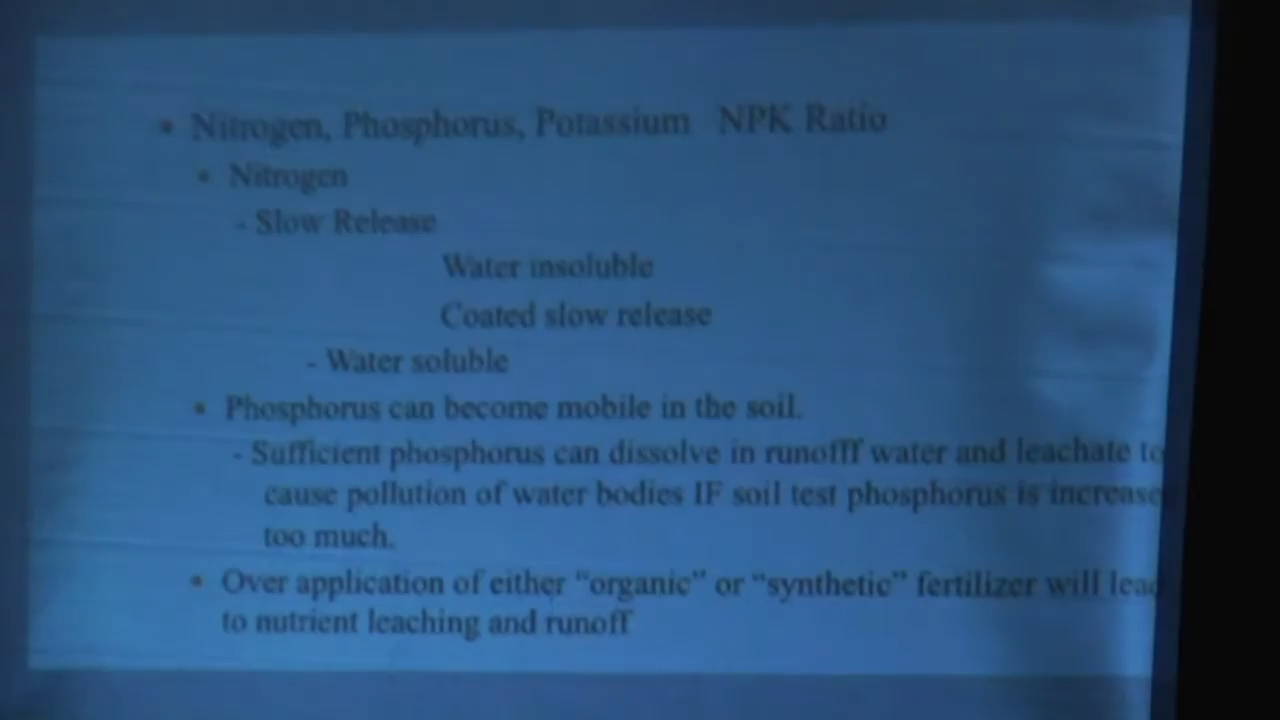 • Nitrogen, Phosphorus, Potassium NPK Ratio
• Nitrogen
- Slow Release
Water insoluble
Coated slow release
- Water soluble
• Phosphorus can become mobile in the soil.
- Sufficient phosphorus can dissolve in runofff water and leachate to
cause pollution of water bodies IF soil test phosphorus is increase
too much.
• Over application of either “organic” or “synthetic” fertilizer will lead
to nutrient leaching and runoff